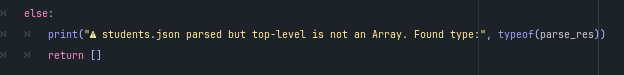 else:
print("⚠ students.json parsed but top-level is not an Array. Found type:", typeof(parse_res))
return []